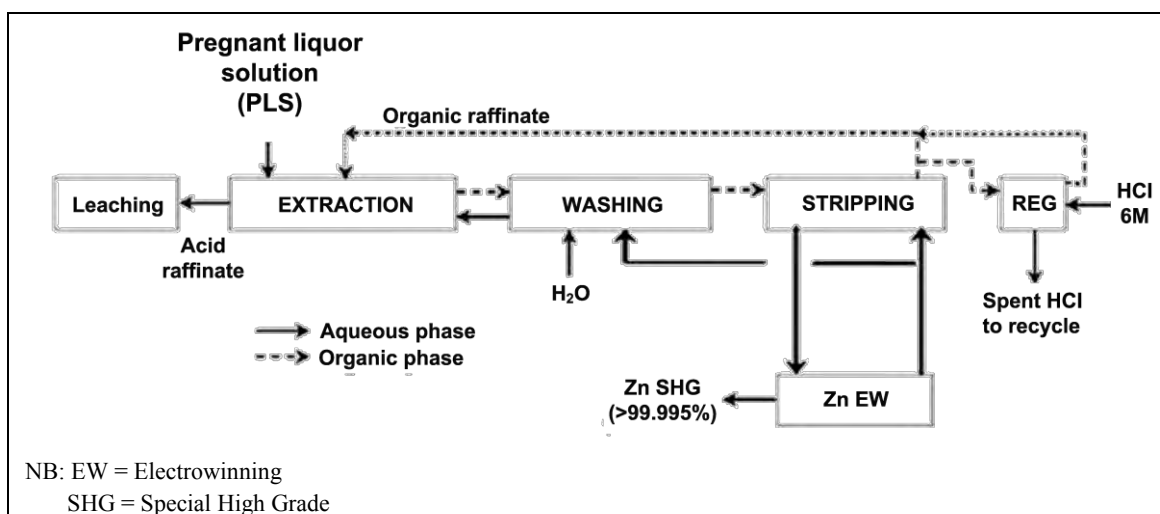 Pregnant liquor
solution
(PLS)
Organic raffinate
Leaching
EXTRACTION
WASHING
STRIPPING
REG
HCl
6M
Acid
raffinate
H₂O
Spent HCl
to recycle
Aqueous phase
Organic phase
Zn SHG
(>99.995%)
Zn EW
NB: EW = Electrowinning
SHG = Special High Grade